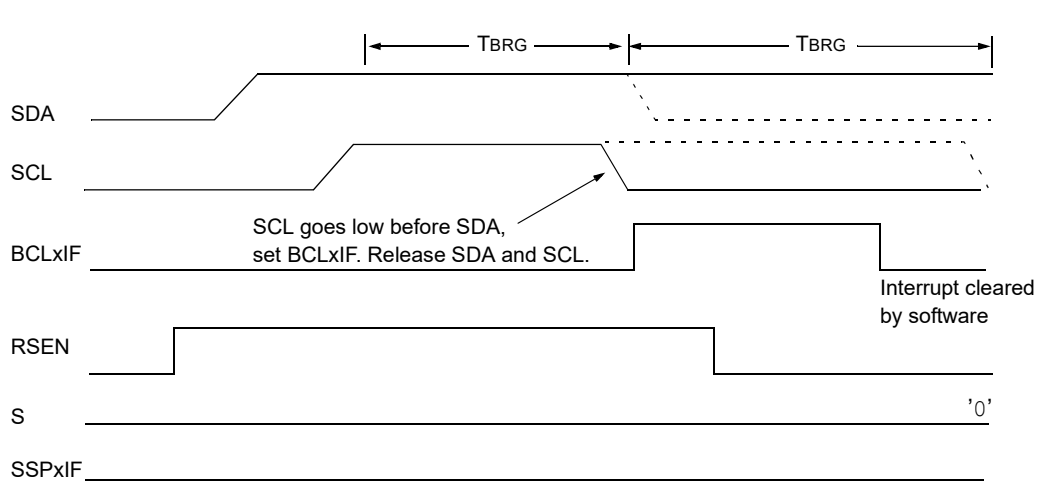 TBRG
TBRG
SDA
SCL
SCL goes low before SDA,
set BCLxIF. Release SDA and SCL.
BCLxIF
Interrupt cleared
by software
RSEN
S
'0'
SSPxIF